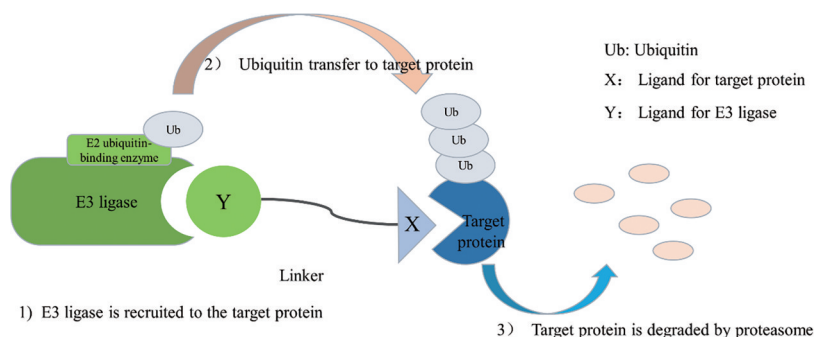 2） Ubiquitin transfer to target protein
Ub: Ubiquitin
X： Ligand for target protein
Y： Ligand for E3 ligase
Ub
Ub
Ub
Ub
E2 ubiquitin-
binding enzyme
E3 ligase
Y
X
Target
protein
Linker
1) E3 ligase is recruited to the target protein
3） Target protein is degraded by proteasome